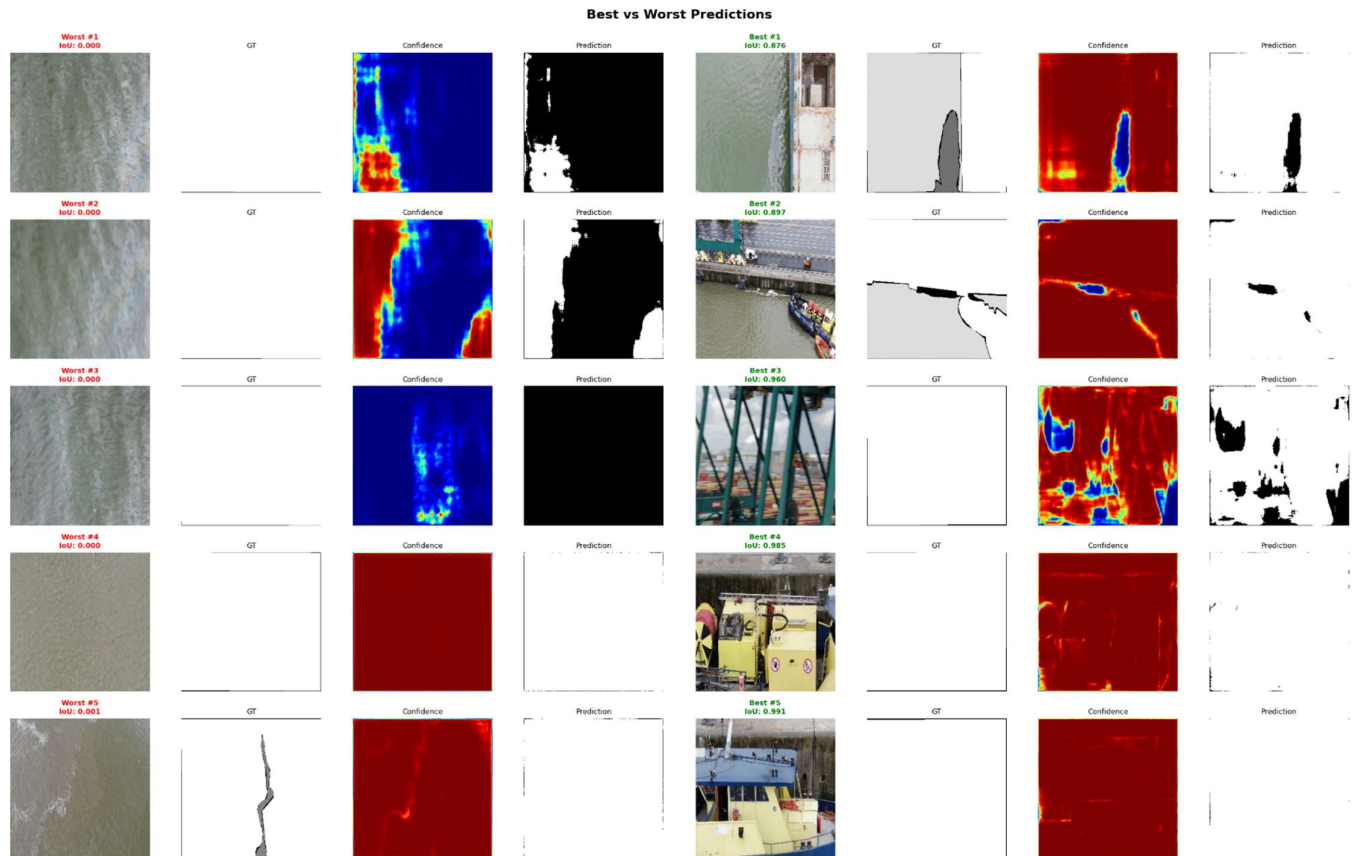 Best vs Worst Predictions
Worst #1
IoU: 0.000
GT
Confidence
Prediction
Best #1
IoU: 0.876
GT
Confidence
Prediction
Worst #2
IoU: 0.000
GT
Confidence
Prediction
Best #2
IoU: 0.897
GT
Confidence
Prediction
Worst #3
IoU: 0.000
GT
Confidence
Prediction
Best #3
IoU: 0.960
GT
Confidence
Prediction
Worst #4
IoU: 0.000
GT
Confidence
Prediction
Best #4
IoU: 0.985
GT
Confidence
Prediction
Worst #5
IoU: 0.001
GT
Confidence
Prediction
Best #5
IoU: 0.991
GT
Confidence
Prediction